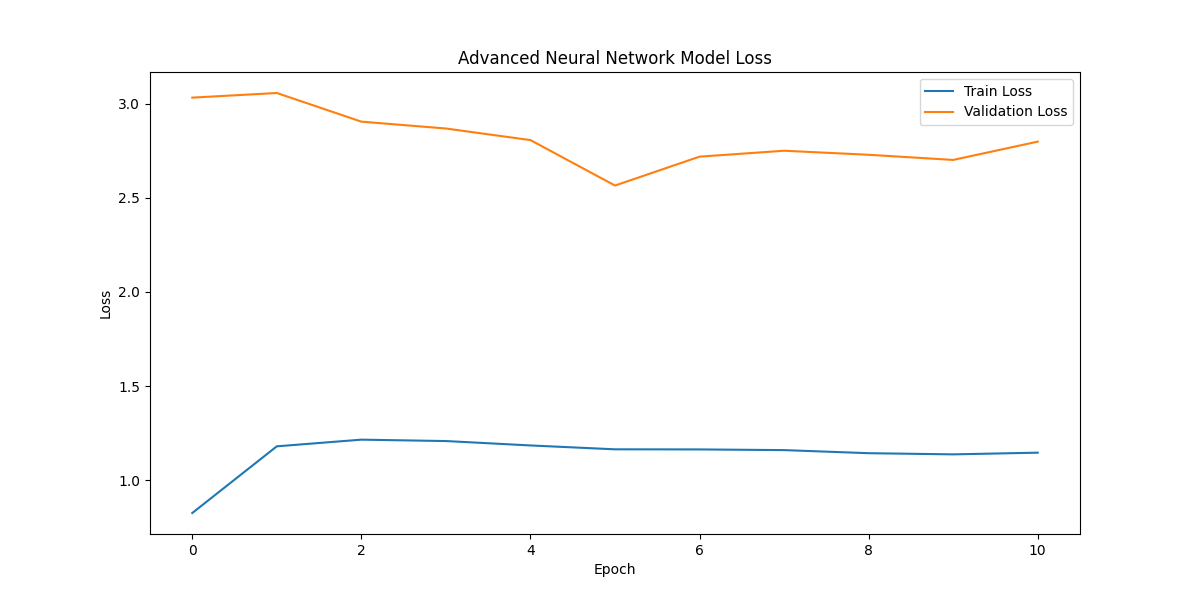 Advanced Neural Network Model Loss
Train Loss
Validation Loss
3.0
2.5
2.0
1.5
1.0
Loss
0 2 4 6 8 10
Epoch